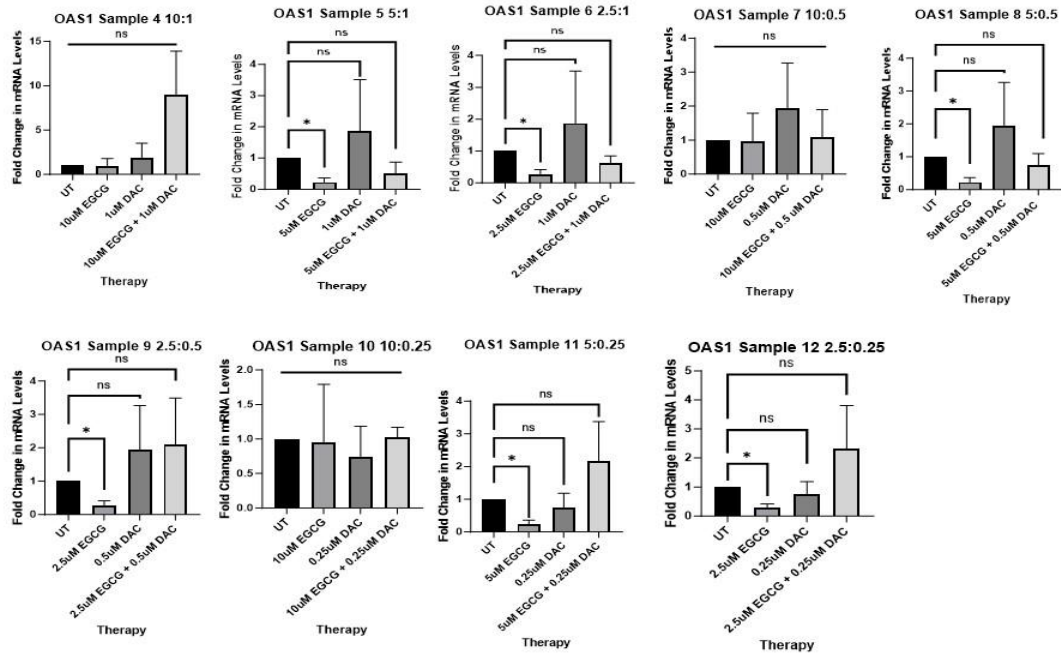 OAS1 Sample 4 10:1
ns
Fold Change in mRNA Levels
15
10
5
0
UT
10uM EGCG
1uM DAC
10uM EGCG + 1uM DAC
Therapy
OAS1 Sample 5 5:1
ns
ns
*
Fold Change in mRNA Levels
4
3
2
1
0
UT
5uM EGCG
1uM DAC
5uM EGCG + 1uM DAC
Therapy
OAS1 Sample 6 2.5:1
ns
ns
*
Fold Change in mRNA Levels
4
3
2
1
0
UT
2.5uM EGCG
1uM DAC
2.5uM EGCG + 1uM DAC
Therapy
OAS1 Sample 7 10:0.5
ns
Fold Change in mRNA Levels
4
3
2
1
0
UT
10uM EGCG
0.5uM DAC
10uM EGCG + 0.5 uM DAC
Therapy
OAS1 Sample 8 5:0.5
ns
ns
*
Fold Change in mRNA Levels
4
3
2
1
0
UT
5uM EGCG
0.5uM DAC
5uM EGCG + 0.5uM DAC
Therapy
OAS1 Sample 9 2.5:0.5
ns
ns
*
Fold Change in mRNA Levels
4
3
2
1
0
UT
2.5uM EGCG
0.5uM DAC
2.5uM EGCG + 0.5uM DAC
Therapy
OAS1 Sample 10 10:0.25
ns
Fold Change in mRNA Levels
2.0
1.5
1.0
0.5
0.0
UT
10uM EGCG
0.25uM DAC
10uM EGCG + 0.25uM DAC
Therapy
OAS1 Sample 11 5:0.25
ns
ns
*
Fold Change in mRNA Levels
4
3
2
1
0
UT
5uM EGCG
0.25uM DAC
5uM EGCG + 0.25uM DAC
Therapy
OAS1 Sample 12 2.5:0.25
ns
ns
*
Fold Change in mRNA Levels
5
4
3
2
1
0
UT
2.5uM EGCG
0.25uM DAC
2.5uM EGCG + 0.25uM DAC
Therapy